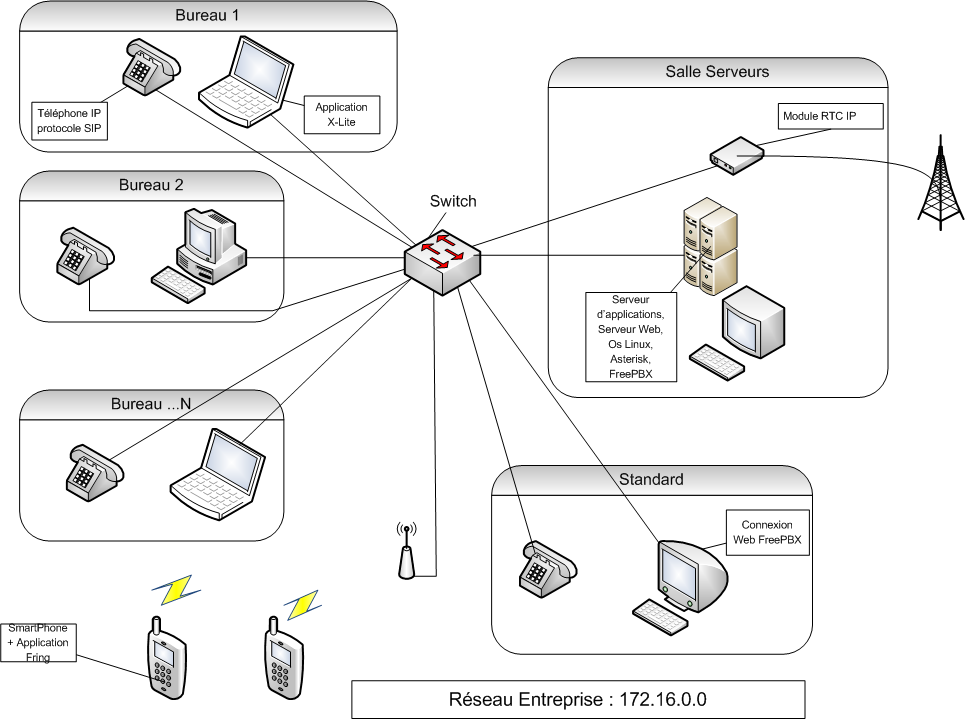 Bureau 1
Téléphone IP
protocole SIP
Application
X-Lite
Salle Serveurs
Module RTC IP
Bureau 2
Switch
Serveur
d'applications,
Serveur Web,
Os Linux,
Asterisk,
FreePBX
Bureau ...N
Standard
Connexion
Web FreePBX
SmartPhone
+ Application
Fring
Réseau Entreprise : 172.16.0.0